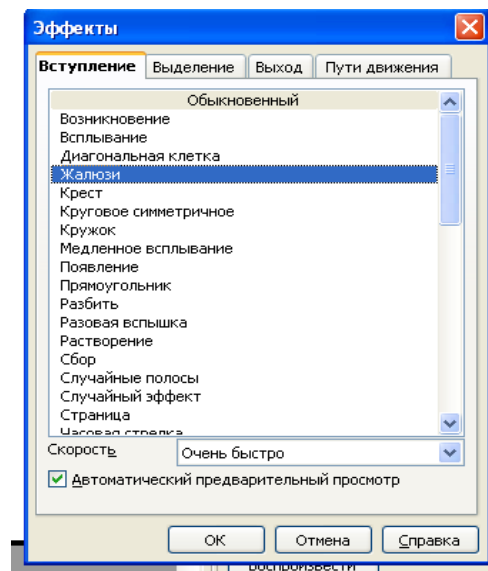 Эффекты
Вступление Выделение Выход Пути движения
Обыкновенный
Возникновение
Всплывание
Диагональная клетка
Жалюзи
Крест
Круговое симметричное
Кружок
Медленное всплывание
Появление
Прямоугольник
Разбить
Разовая вспышка
Растворение
Сбор
Случайные полосы
Случайный эффект
Страница
Часовая стрелка
Скорость Очень быстро
Автоматический предварительный просмотр
ОК Отмена Справка
Воспроизвести